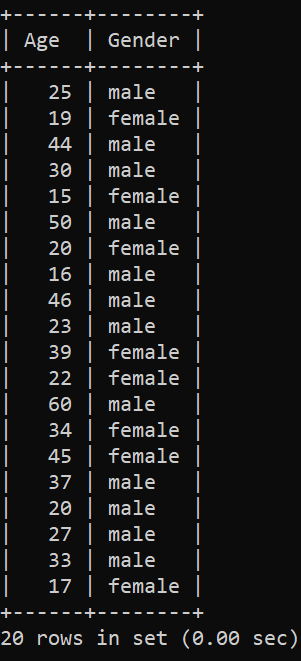 +------+--------+
| Age  | Gender |
+------+--------+
|   25 | male   |
|   19 | female |
|   44 | male   |
|   30 | male   |
|   15 | female |
|   50 | male   |
|   20 | female |
|   16 | male   |
|   46 | male   |
|   23 | male   |
|   39 | female |
|   22 | female |
|   60 | male   |
|   34 | female |
|   45 | female |
|   37 | male   |
|   20 | male   |
|   27 | male   |
|   33 | male   |
|   17 | female |
+------+--------+
20 rows in set (0.00 sec)